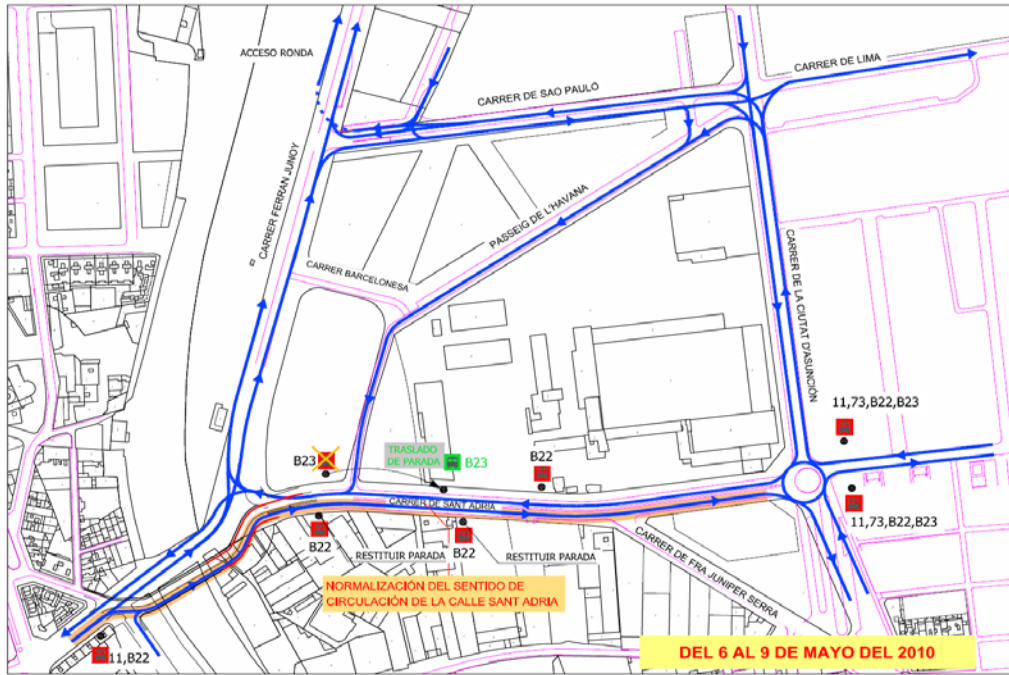 ACCESO RONDA
CARRER DE LIMA
CARRER DE SAO PAULO
CARRER FERRAN JUNOY
PASSEIG DE L'HAVANA
CARRER BARCELONESA
CARRER DE LA CIUTAT D'ASUNCIÓN
11,73,B22,B23
B23
TRASLADO
DE PARADA
B23
B22
CARRER DE SANT ADRIA
11,73,B22,B23
B22
B22
RESTITUIR PARADA
RESTITUIR PARADA
CARRER DE FRA JUNIPER SERRA
NORMALIZACIÓN DEL SENTIDO DE
CIRCULACIÓN DE LA CALLE SANT ADRIA
11,B22
DEL 6 AL 9 DE MAYO DEL 2010